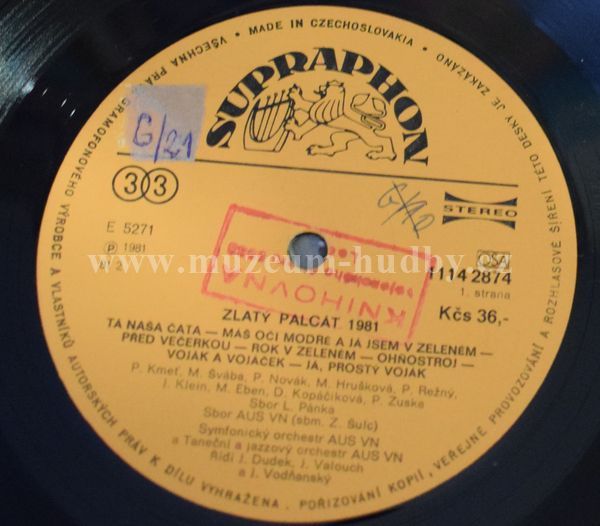 VŠECHNA PRÁ
GRAMOFONOVÉHO VÝROBCE A VLASTNÍKŮ AUTORSKÝCH PRÁV K DÍLU VYHRAŽENA. POŘIZOVÁNÍ KOPIÍ, VEŘEJNÉ PROVOZOVÁNÍ A ROZHLASOVÉ ŠÍŘENÍ TÉTO DESKY JE ZAKÁZÁNO • MADE IN CZECHOSLOVAKIA •
SUPRAPHON
G/21
33
STEREO
E 5271
Ⓟ 1981
www.muzeum-hudby.cz
KNIHOVNA
1114 2874
1. strana
Kčs 36,-
ZLATÝ PALCÁT 1981
TÁ NAŠA ČATA — MÁŠ OČI MODRÉ A JÁ JSEM V ZELENÉM —
PŘED VEČERKOU — ROK V ZELENÉM — OHŇOSTROJ —
VOJÁK A VOJÁČEK — JÁ, PROSTÝ VOJÁK
P. Kmeť, M. Švába, P. Novák, M. Hrušková, P. Režný,
J. Klein, M. Eben, D. Kopáčiková, P. Zuska
Sbor L. Pánka
Sbor AUS VN (sbm. Z. Šulc)
Symfonický orchestr AUS VN
a Taneční a jazzový orchestr AUS VN
Řídí J. Dudek, J. Valouch
a J. Vodňanský